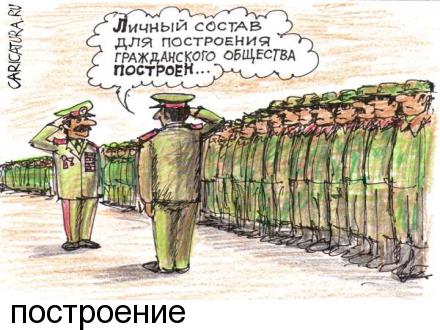 CARICATURA.RU
ЛИЧНЫЙ СОСТАВ
ДЛЯ ПОСТРОЕНИЯ
ГРАЖДАНСКОГО ОБЩЕСТВА
ПОСТРОЕН...
построение